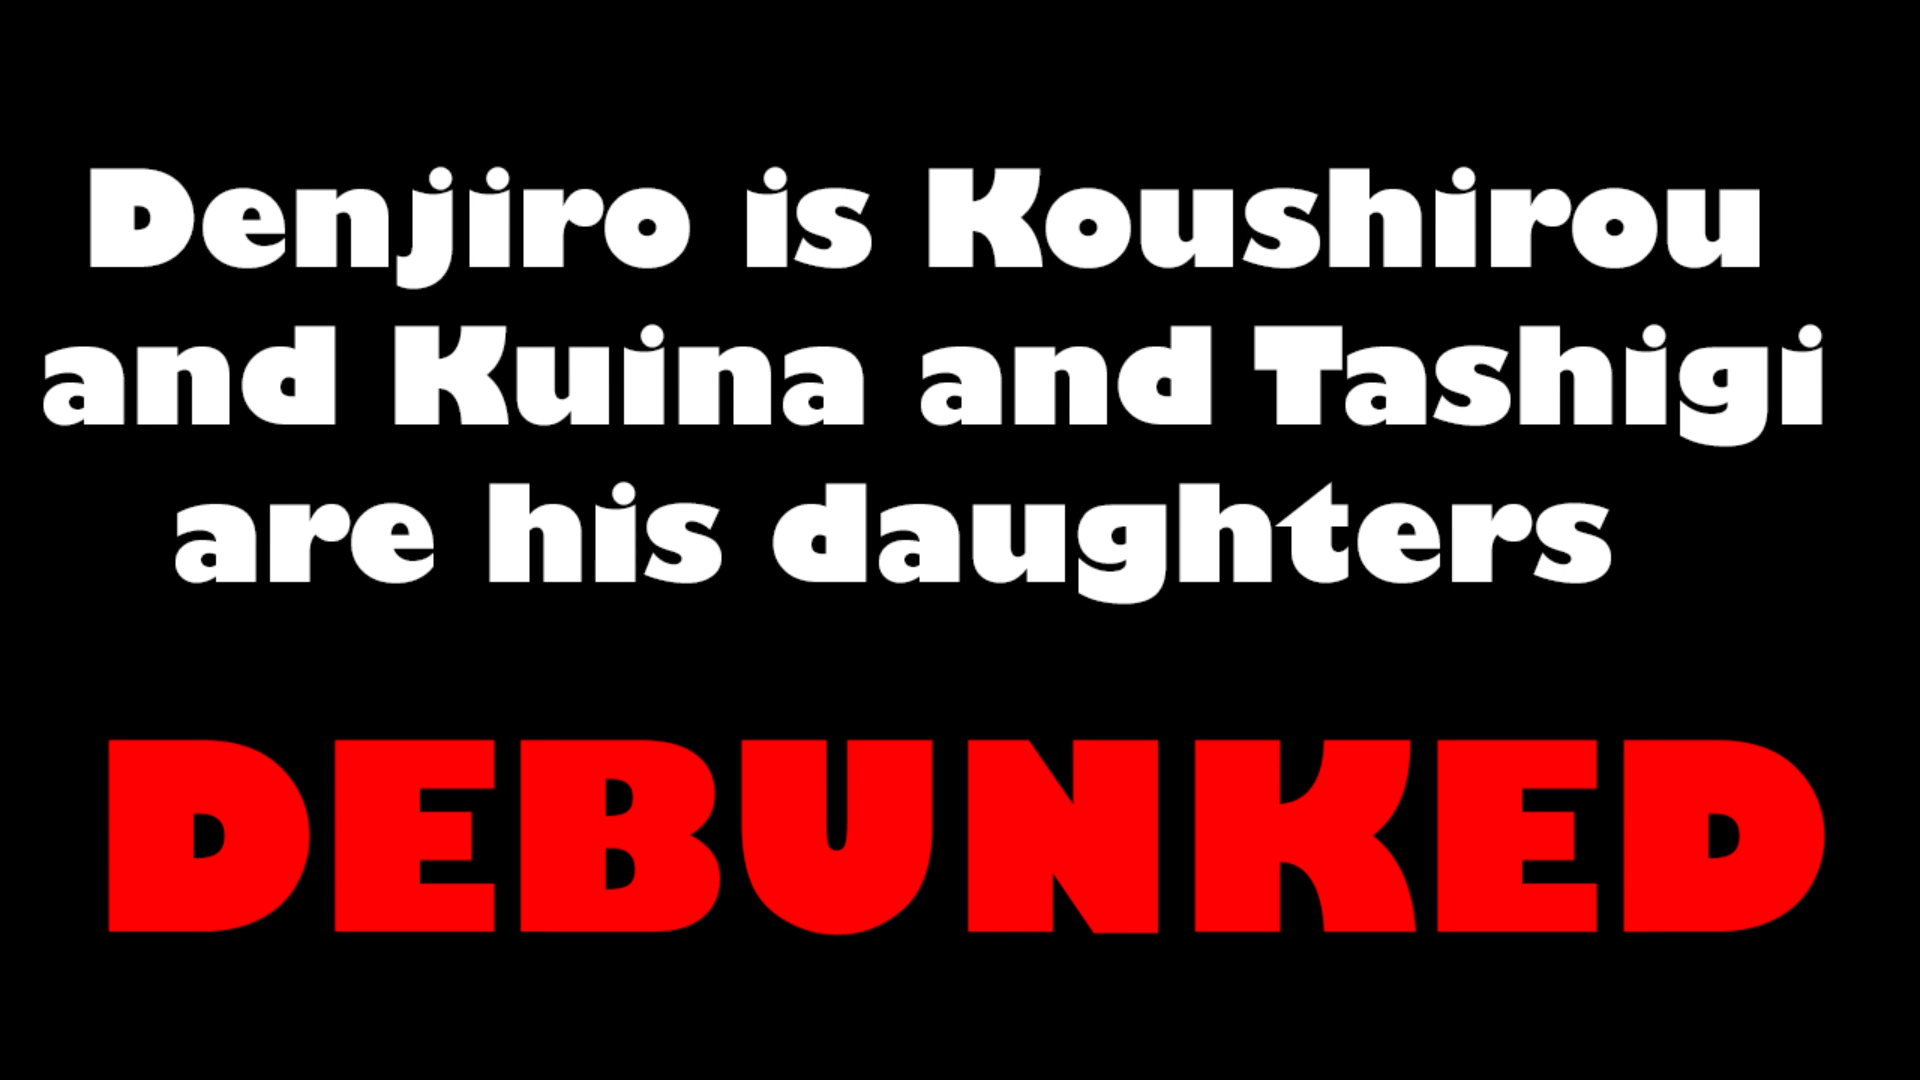 Denjiro is Koushirou
and Kuina and Tashigi
are his daughters
DEBUNKED